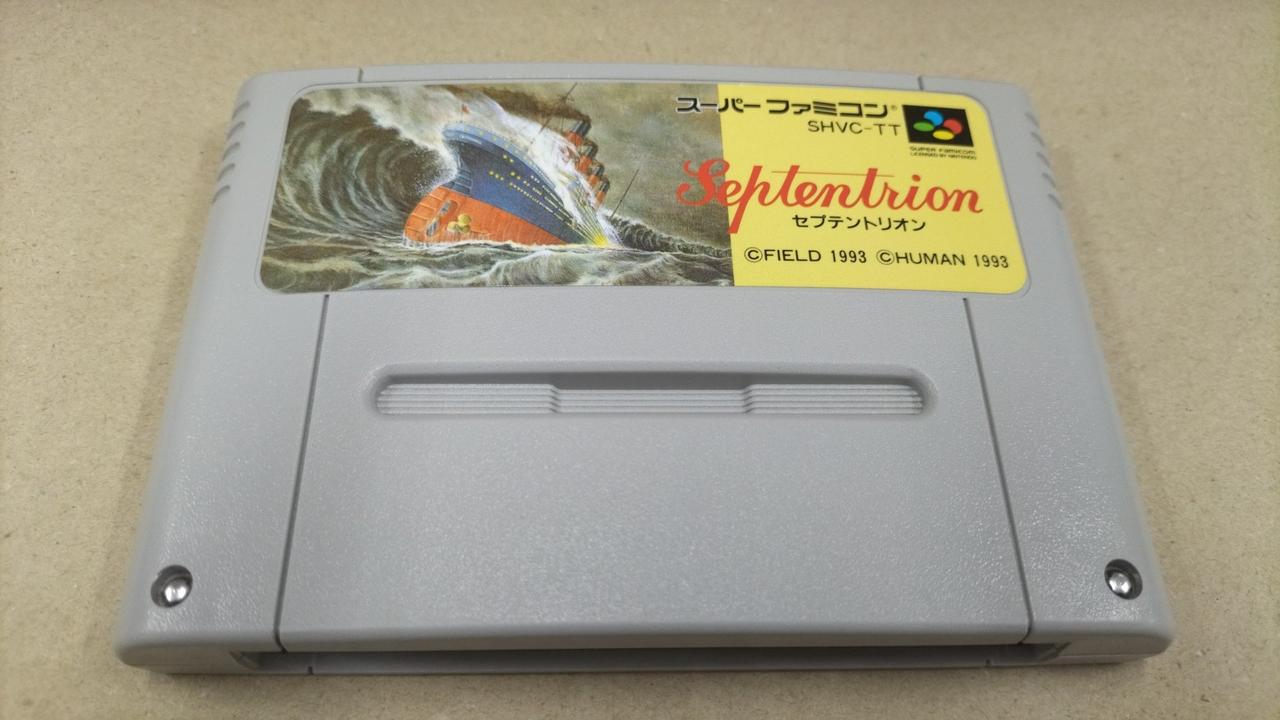 スーパーファミコン®
SHVC-TT
SUPER FAMICOM
LICENSED BY NINTENDO
Septentrion
セプテントリオン
©FIELD 1993 ©HUMAN 1993